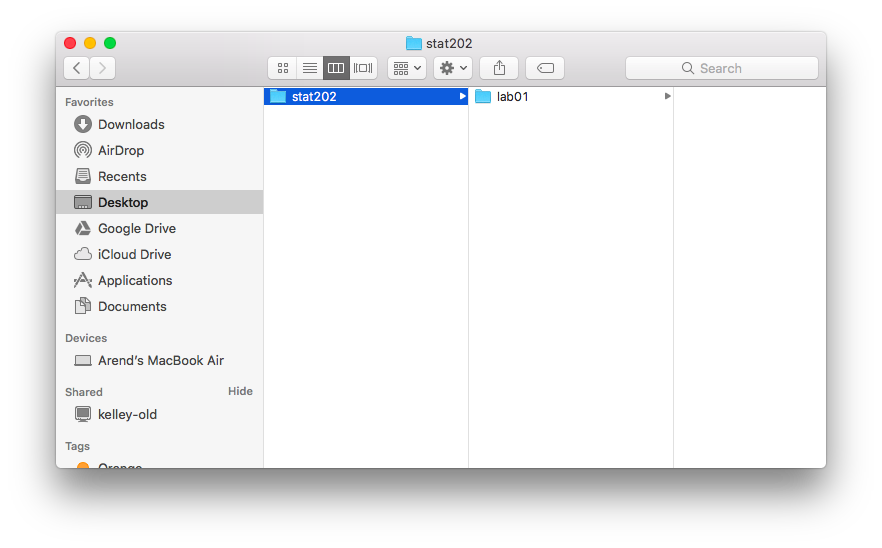 stat202
Search
Favorites
Downloads
AirDrop
Recents
Desktop
Google Drive
iCloud Drive
Applications
Documents
Devices
Arend's MacBook Air
Shared Hide
kelley-old
Tags
Orange
stat202
lab01